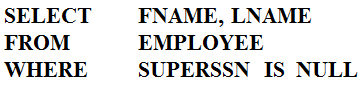 SELECT FNAME, LNAME
FROM EMPLOYEE
WHERE SUPERSSN IS NULL